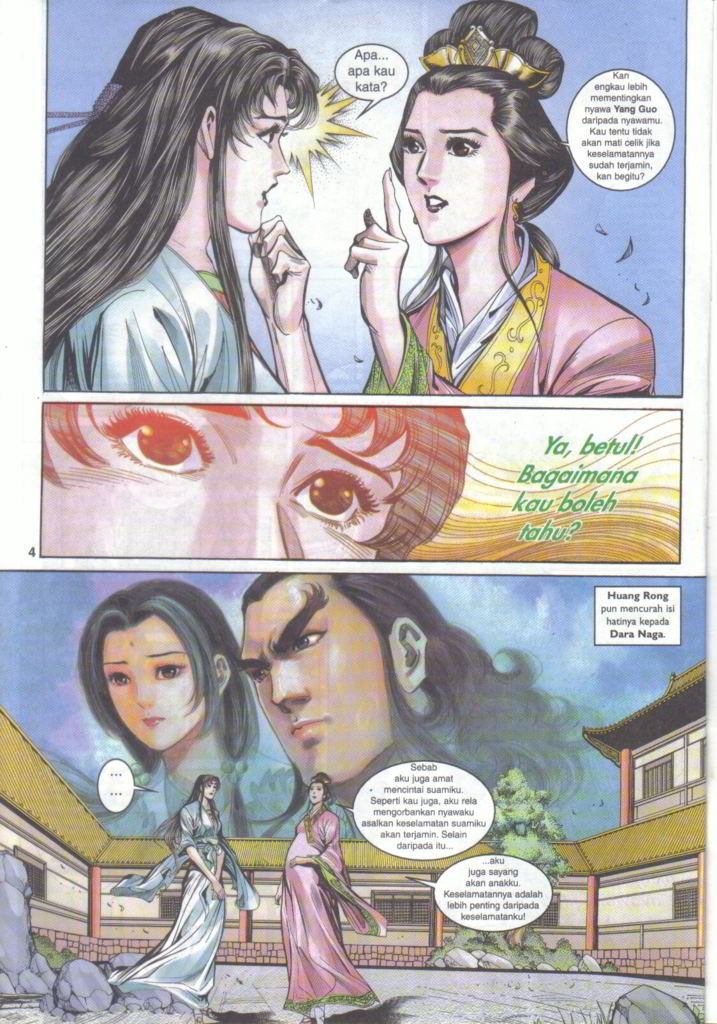 Apa...
apa kau
kata?
Kan
engkau lebih
mementingkan
nyawa Yang Guo
daripada nyawamu.
Kau tentu tidak
akan mati celik jika
keselamatannya
sudah terjamin,
kan begitu?
Ya, betul!
Bagaimana
kau boleh
tahu?
4
Huang Rong
pun mencurah isi
hatinya kepada
Dara Naga.
...
...
Sebab
aku juga amat
mencintai suamiku.
Seperti kau juga, aku rela
mengorbankan nyawaku
asalkan keselamatan suamiku
akan terjamin. Selain
daripada itu...
...aku
juga sayang
akan anakku.
Keselamatannya adalah
lebih penting daripada
keselamatanku!